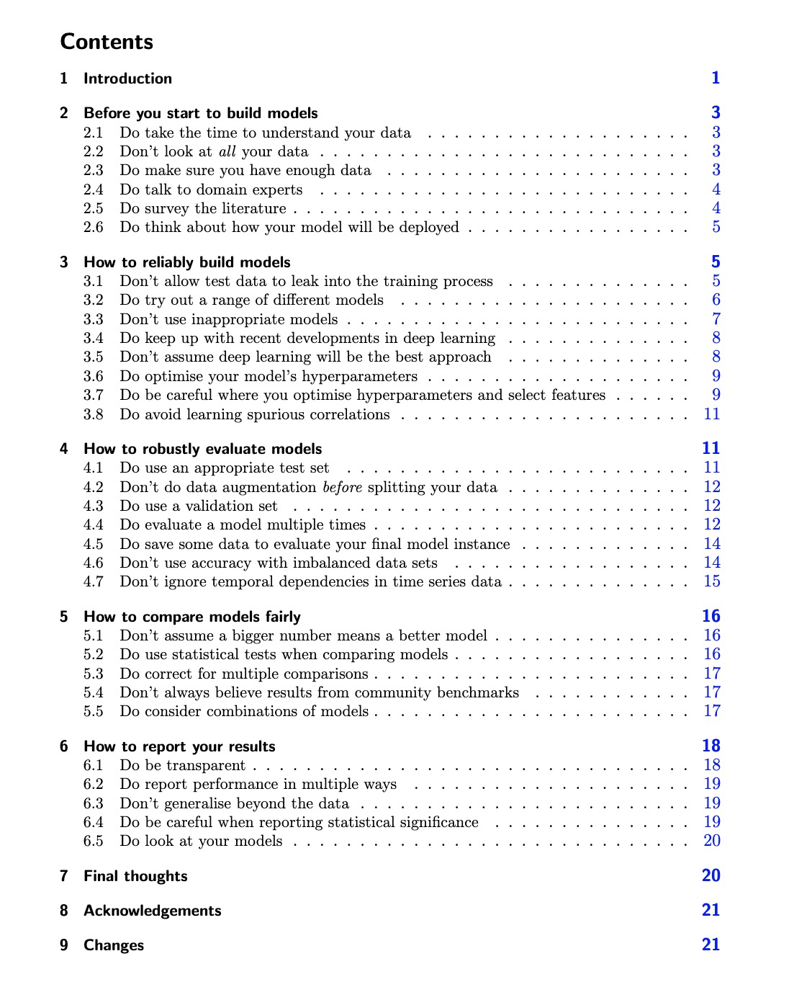 Contents
1 Introduction 1
2 Before you start to build models 3
2.1 Do take the time to understand your data . . . . . . . . . . . . . . . . . . . . 3
2.2 Don't look at all your data . . . . . . . . . . . . . . . . . . . . . . . . . . . . 3
2.3 Do make sure you have enough data . . . . . . . . . . . . . . . . . . . . . . . 3
2.4 Do talk to domain experts . . . . . . . . . . . . . . . . . . . . . . . . . . . . 4
2.5 Do survey the literature . . . . . . . . . . . . . . . . . . . . . . . . . . . . . . 4
2.6 Do think about how your model will be deployed . . . . . . . . . . . . . . . . . 5
3 How to reliably build models 5
3.1 Don't allow test data to leak into the training process . . . . . . . . . . . . . . 5
3.2 Do try out a range of different models . . . . . . . . . . . . . . . . . . . . . . 6
3.3 Don't use inappropriate models . . . . . . . . . . . . . . . . . . . . . . . . . . 7
3.4 Do keep up with recent developments in deep learning . . . . . . . . . . . . . . 8
3.5 Don't assume deep learning will be the best approach . . . . . . . . . . . . . . 8
3.6 Do optimise your model's hyperparameters . . . . . . . . . . . . . . . . . . . . 9
3.7 Do be careful where you optimise hyperparameters and select features . . . . . . 9
3.8 Do avoid learning spurious correlations . . . . . . . . . . . . . . . . . . . . . . 11
4 How to robustly evaluate models 11
4.1 Do use an appropriate test set . . . . . . . . . . . . . . . . . . . . . . . . . . 11
4.2 Don't do data augmentation before splitting your data . . . . . . . . . . . . . . 12
4.3 Do use a validation set . . . . . . . . . . . . . . . . . . . . . . . . . . . . . . 12
4.4 Do evaluate a model multiple times . . . . . . . . . . . . . . . . . . . . . . . . 12
4.5 Do save some data to evaluate your final model instance . . . . . . . . . . . . . 14
4.6 Don't use accuracy with imbalanced data sets . . . . . . . . . . . . . . . . . . 14
4.7 Don't ignore temporal dependencies in time series data . . . . . . . . . . . . . . 15
5 How to compare models fairly 16
5.1 Don't assume a bigger number means a better model . . . . . . . . . . . . . . . 16
5.2 Do use statistical tests when comparing models . . . . . . . . . . . . . . . . . . 16
5.3 Do correct for multiple comparisons . . . . . . . . . . . . . . . . . . . . . . . . 17
5.4 Don't always believe results from community benchmarks . . . . . . . . . . . . 17
5.5 Do consider combinations of models . . . . . . . . . . . . . . . . . . . . . . . . 17
6 How to report your results 18
6.1 Do be transparent . . . . . . . . . . . . . . . . . . . . . . . . . . . . . . . . . 18
6.2 Do report performance in multiple ways . . . . . . . . . . . . . . . . . . . . . 19
6.3 Don't generalise beyond the data . . . . . . . . . . . . . . . . . . . . . . . . . 19
6.4 Do be careful when reporting statistical significance . . . . . . . . . . . . . . . 19
6.5 Do look at your models . . . . . . . . . . . . . . . . . . . . . . . . . . . . . . 20
7 Final thoughts 20
8 Acknowledgements 21
9 Changes 21